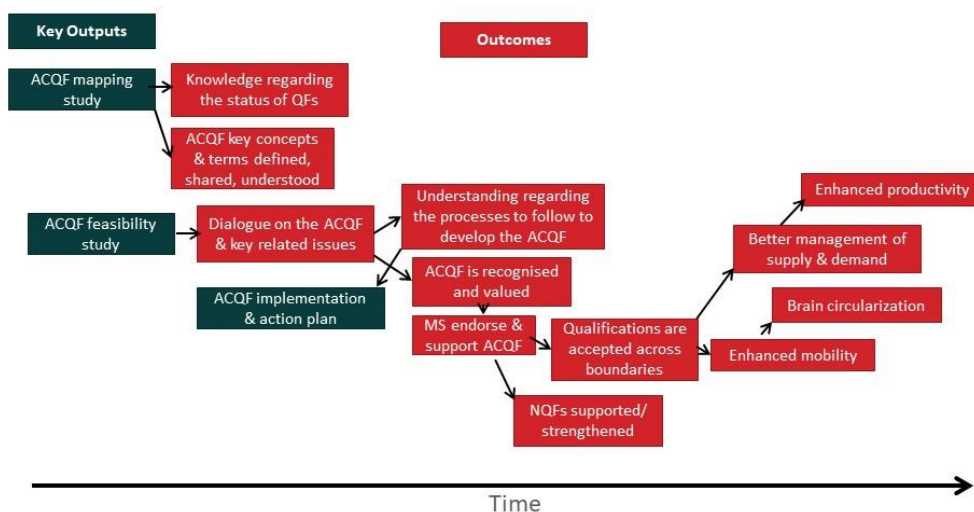 Key Outputs
Outcomes
ACQF mapping
study
Knowledge regarding
the status of QFs
ACQF key concepts
& terms defined,
shared, understood
ACQF feasibility
study
Dialogue on the ACQF
& key related issues
Understanding regarding
the processes to follow to
develop the ACQF
ACQF implementation
& action plan
ACQF is recognised
and valued
MS endorse &
support ACQF
Qualifications are
accepted across
boundaries
NQFs supported/
strengthened
Enhanced productivity
Better management of
supply & demand
Brain circularization
Enhanced mobility
Time